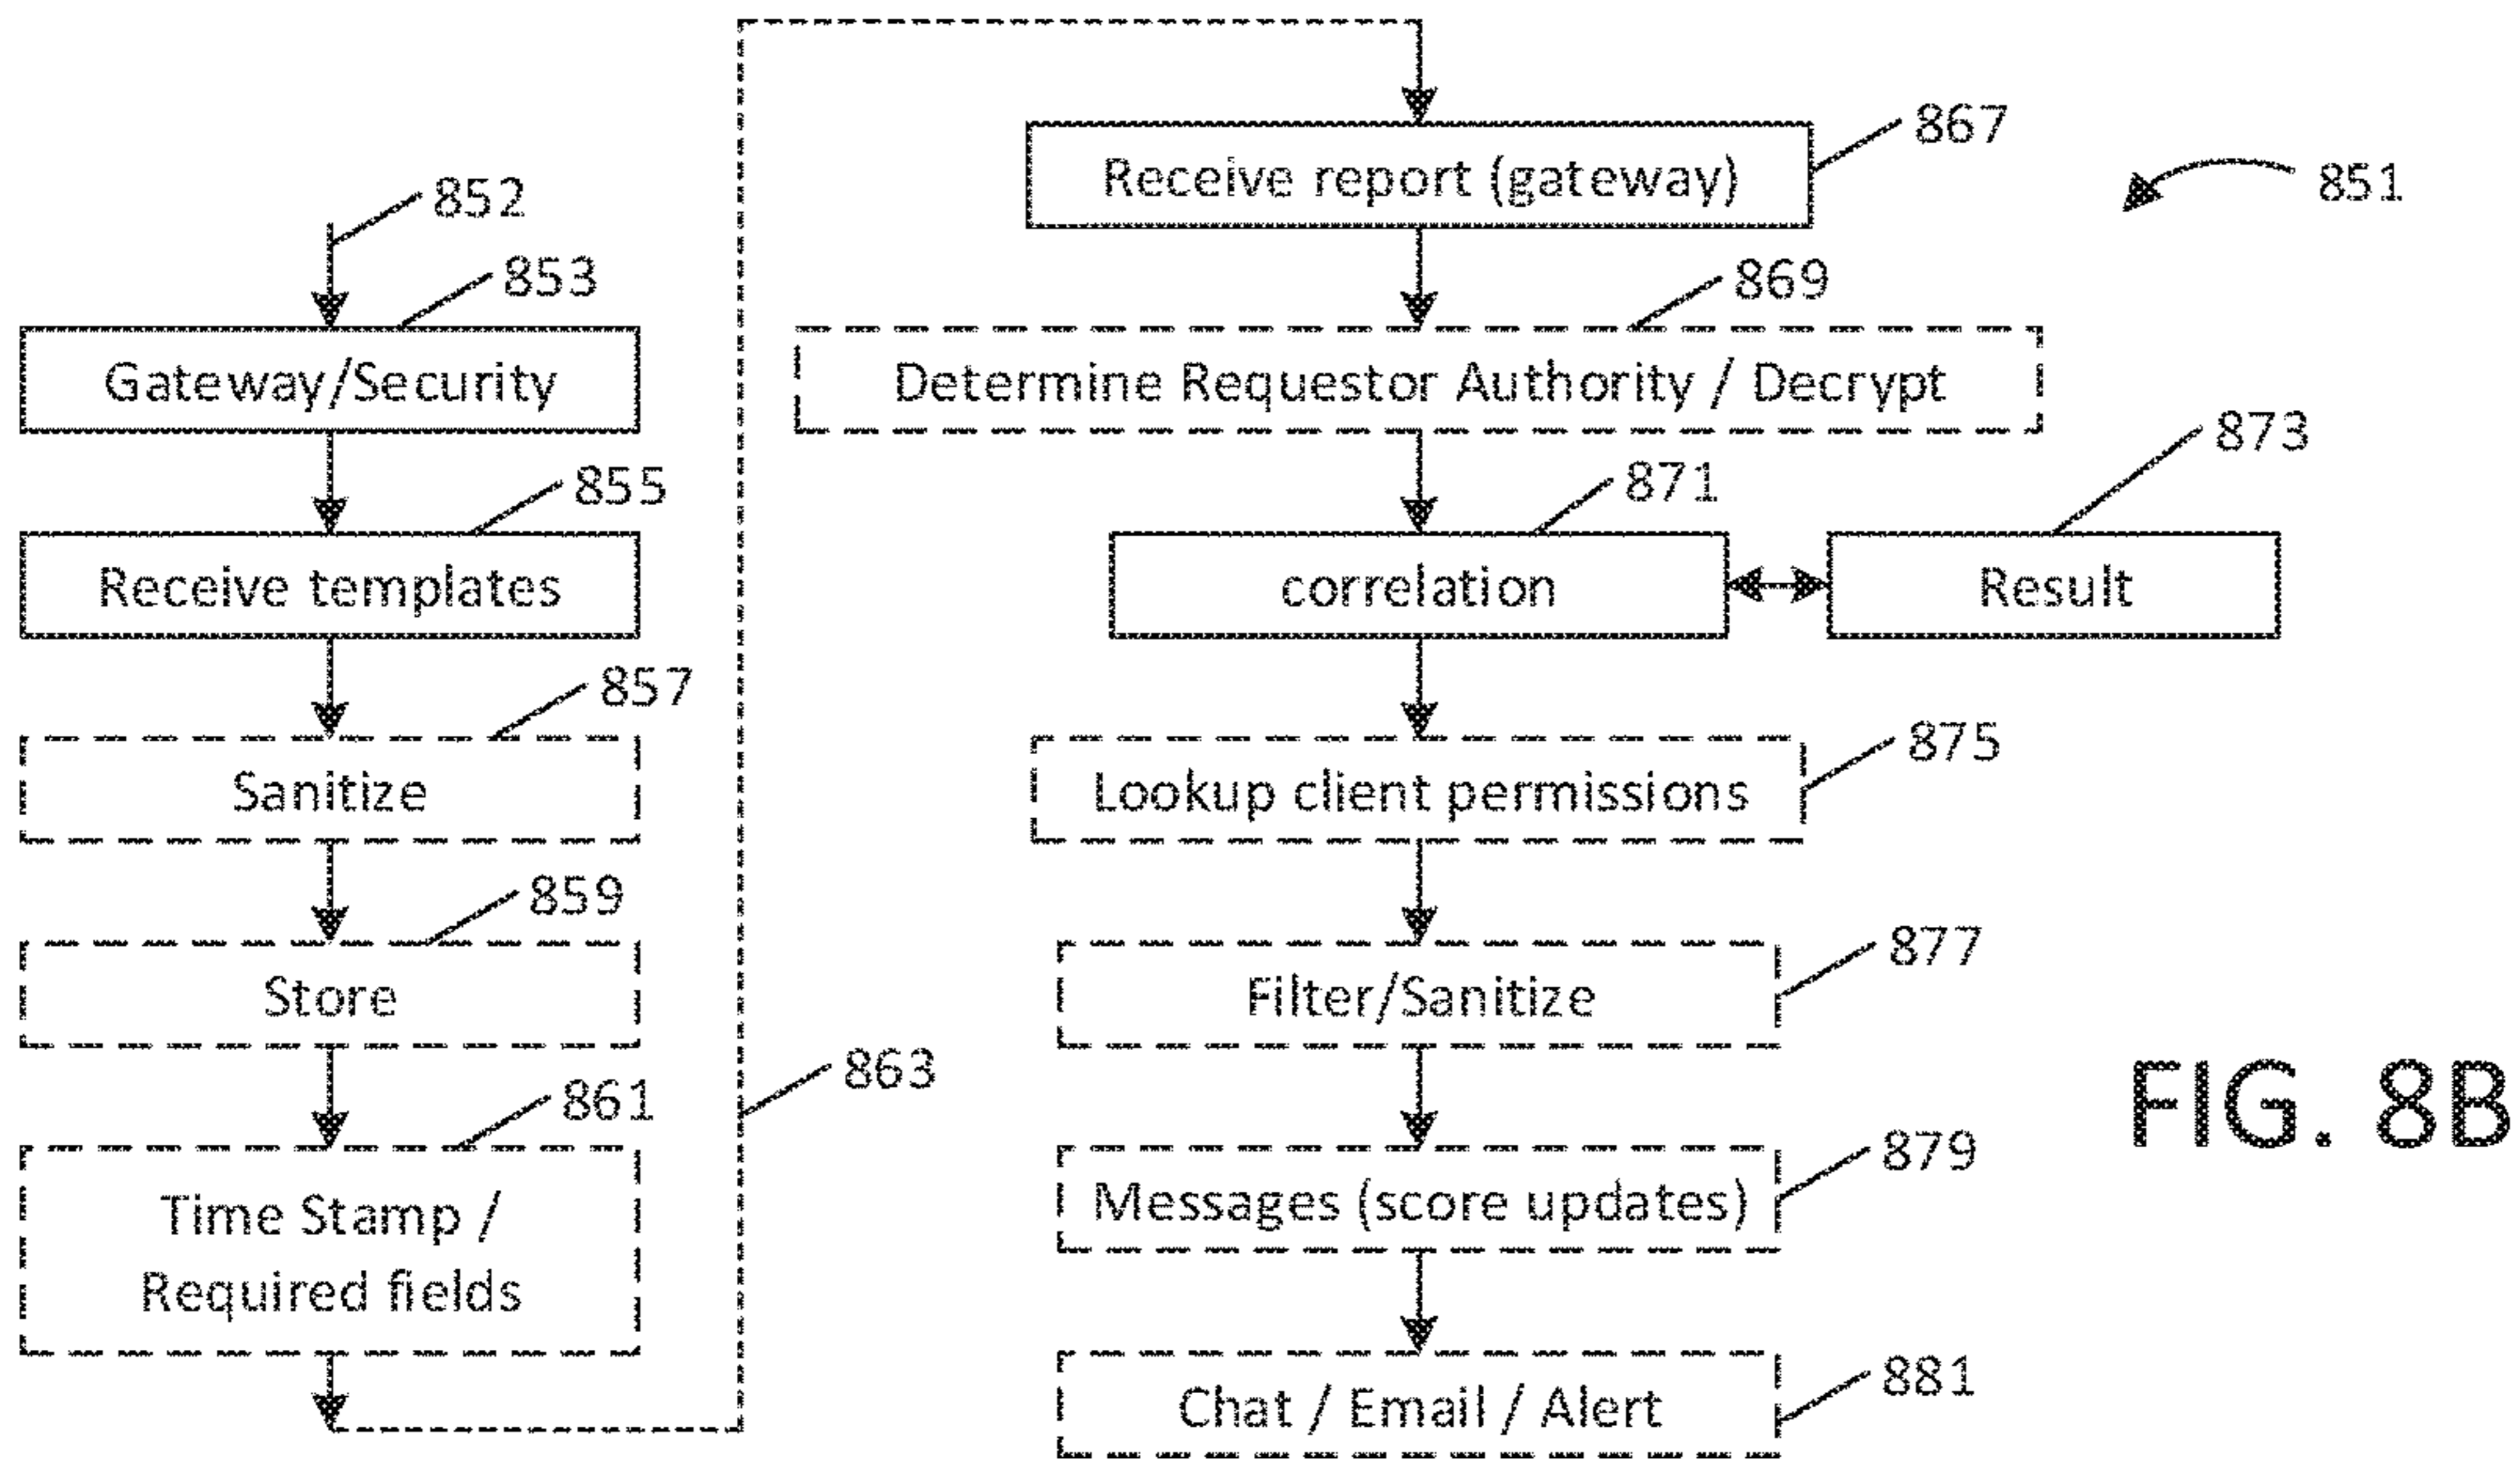 852
853
Gateway/Security
855
Receive templates
857
Sanitize
859
Store
861
Time Stamp /
Required fields
863
867
Receive report (gateway)
851
869
Determine Requestor Authority / Decrypt
871
873
correlation
Result
875
Lookup client permissions
877
Filter/Sanitize
879
Messages (score updates)
881
Chat / Email / Alert
FIG. 8B